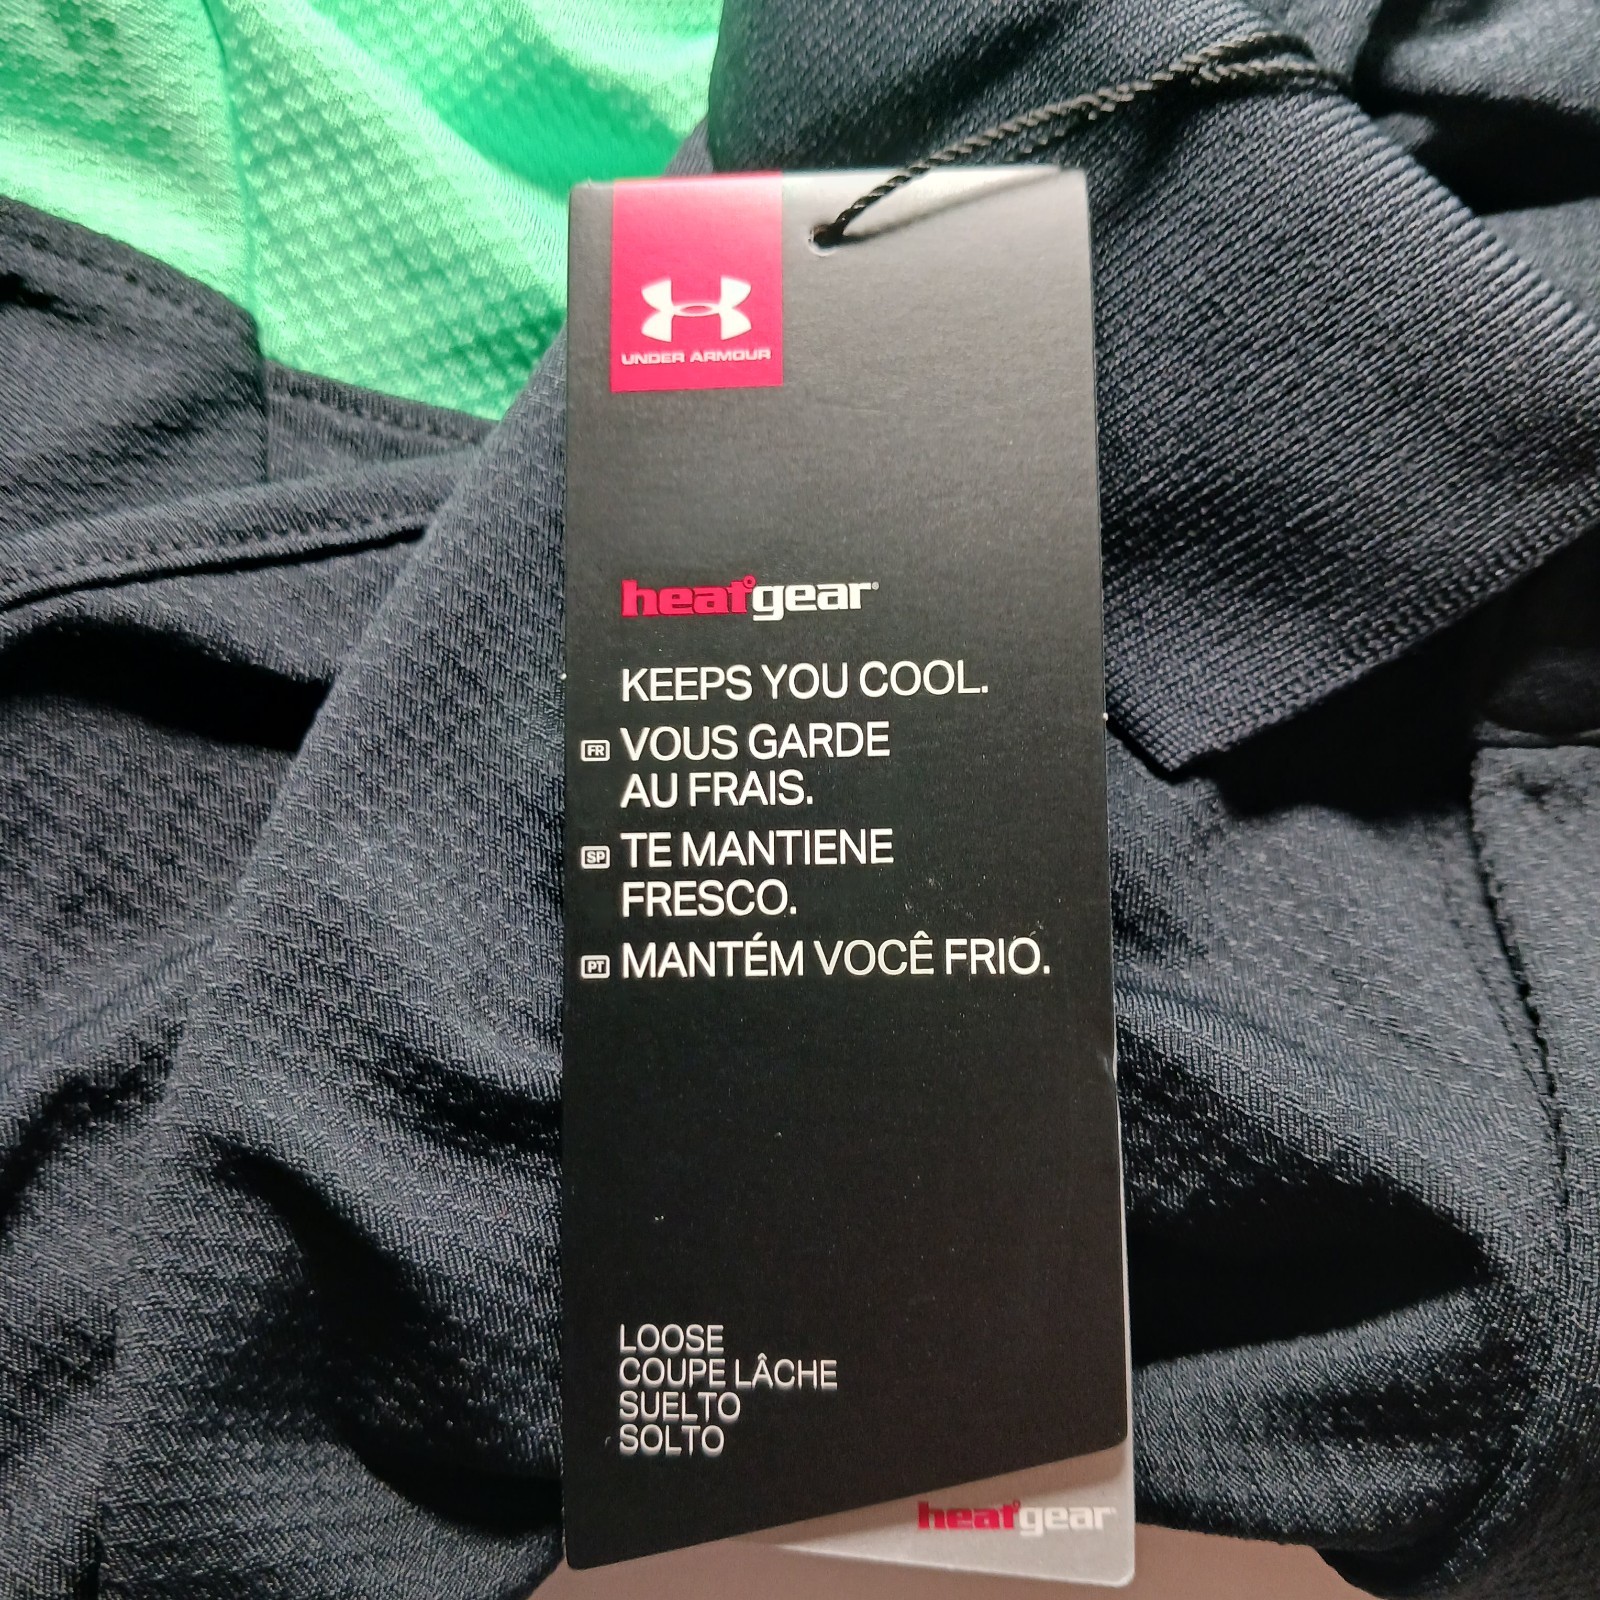 UNDER ARMOUR
heatgear®
KEEPS YOU COOL.
FR VOUS GARDE
AU FRAIS.
SP TE MANTIENE
FRESCO.
PT MANTÉM VOCÊ FRIO.
LOOSE
COUPE LÂCHE
SUELTO
SOLTO
heatgear